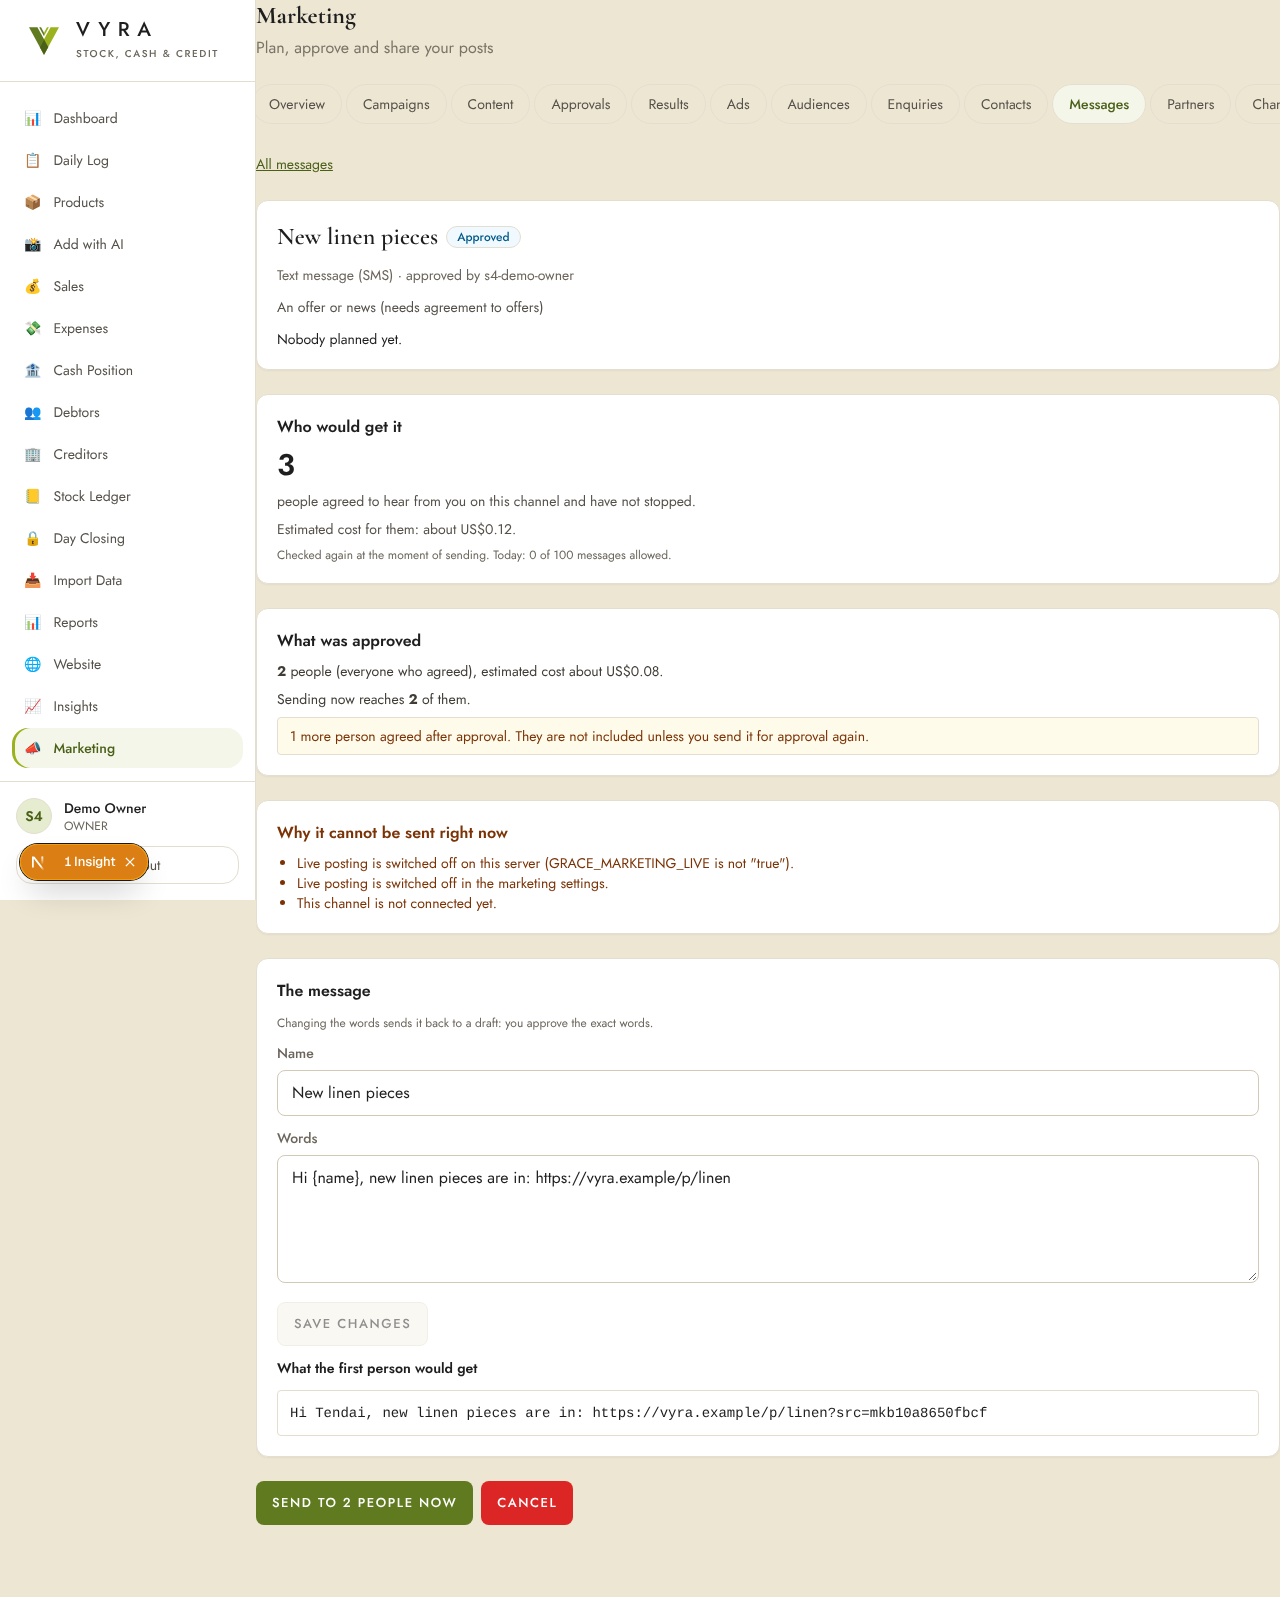 VYRA
STOCK, CASH & CREDIT
Dashboard
Daily Log
Products
Add with AI
Sales
Expenses
Cash Position
Debtors
Creditors
Stock Ledger
Day Closing
Import Data
Reports
Website
Insights
Marketing
S4
Demo Owner
OWNER
N
1 Insight
Marketing
Plan, approve and share your posts
Overview
Campaigns
Content
Approvals
Results
Ads
Audiences
Enquiries
Contacts
Messages
Partners
All messages
New linen pieces Approved
Text message (SMS) · approved by s4-demo-owner
An offer or news (needs agreement to offers)
Nobody planned yet.
Who would get it
3
people agreed to hear from you on this channel and have not stopped.
Estimated cost for them: about US$0.12.
Checked again at the moment of sending. Today: 0 of 100 messages allowed.
What was approved
2 people (everyone who agreed), estimated cost about US$0.08.
Sending now reaches 2 of them.
1 more person agreed after approval. They are not included unless you send it for approval again.
Why it cannot be sent right now
Live posting is switched off on this server (GRACE_MARKETING_LIVE is not "true").
Live posting is switched off in the marketing settings.
This channel is not connected yet.
The message
Changing the words sends it back to a draft: you approve the exact words.
Name
New linen pieces
Words
Hi {name}, new linen pieces are in: https://vyra.example/p/linen
SAVE CHANGES
What the first person would get
Hi Tendai, new linen pieces are in: https://vyra.example/p/linen?src=mkb10a8650fbcf
SEND TO 2 PEOPLE NOW
CANCEL